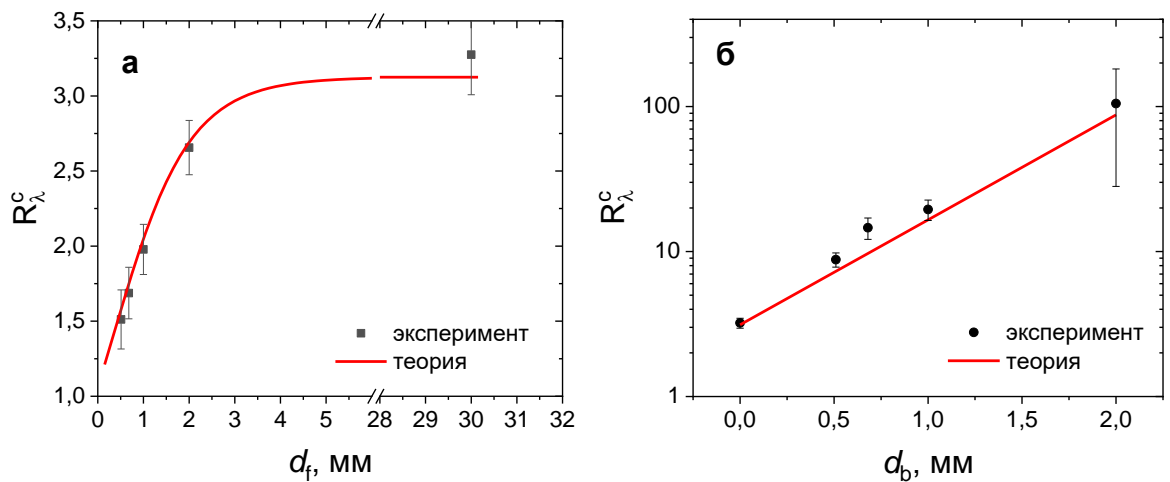 а
3,5
3,0
2,5
2,0
1,5
1,0
R_λ^c
0 1 2 3 4 5 28 29 30 31 32
d_f, мм
эксперимент
теория
б
100
10
1
R_λ^c
0,0 0,5 1,0 1,5 2,0
d_b, мм
эксперимент
теория